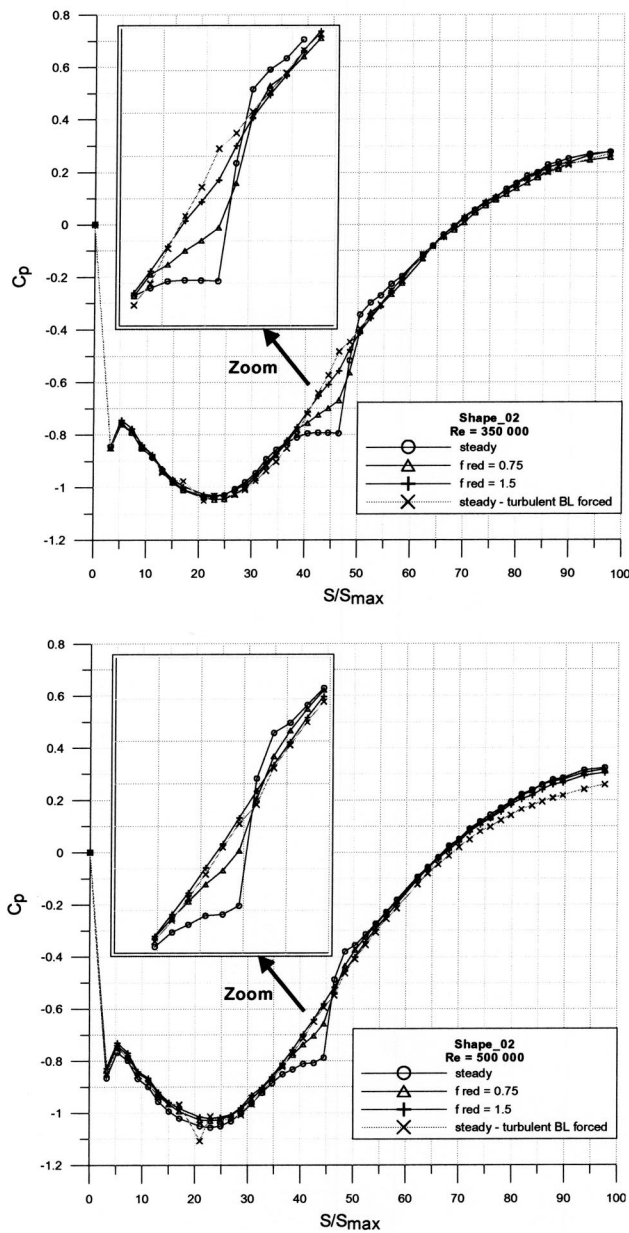 0.8
0.6
0.4
0.2
0
-0.2
-0.4
-0.6
-0.8
-1
-1.2
Cp
Zoom
Shape_02
Re = 350 000
steady
f red = 0.75
f red = 1.5
steady - turbulent BL forced
0 10 20 30 40 50 60 70 80 90 100
S/Smax
0.8
0.6
0.4
0.2
0
-0.2
-0.4
-0.6
-0.8
-1
-1.2
Cp
Zoom
Shape_02
Re = 500 000
steady
f red = 0.75
f red = 1.5
steady - turbulent BL forced
0 10 20 30 40 50 60 70 80 90 100
S/Smax